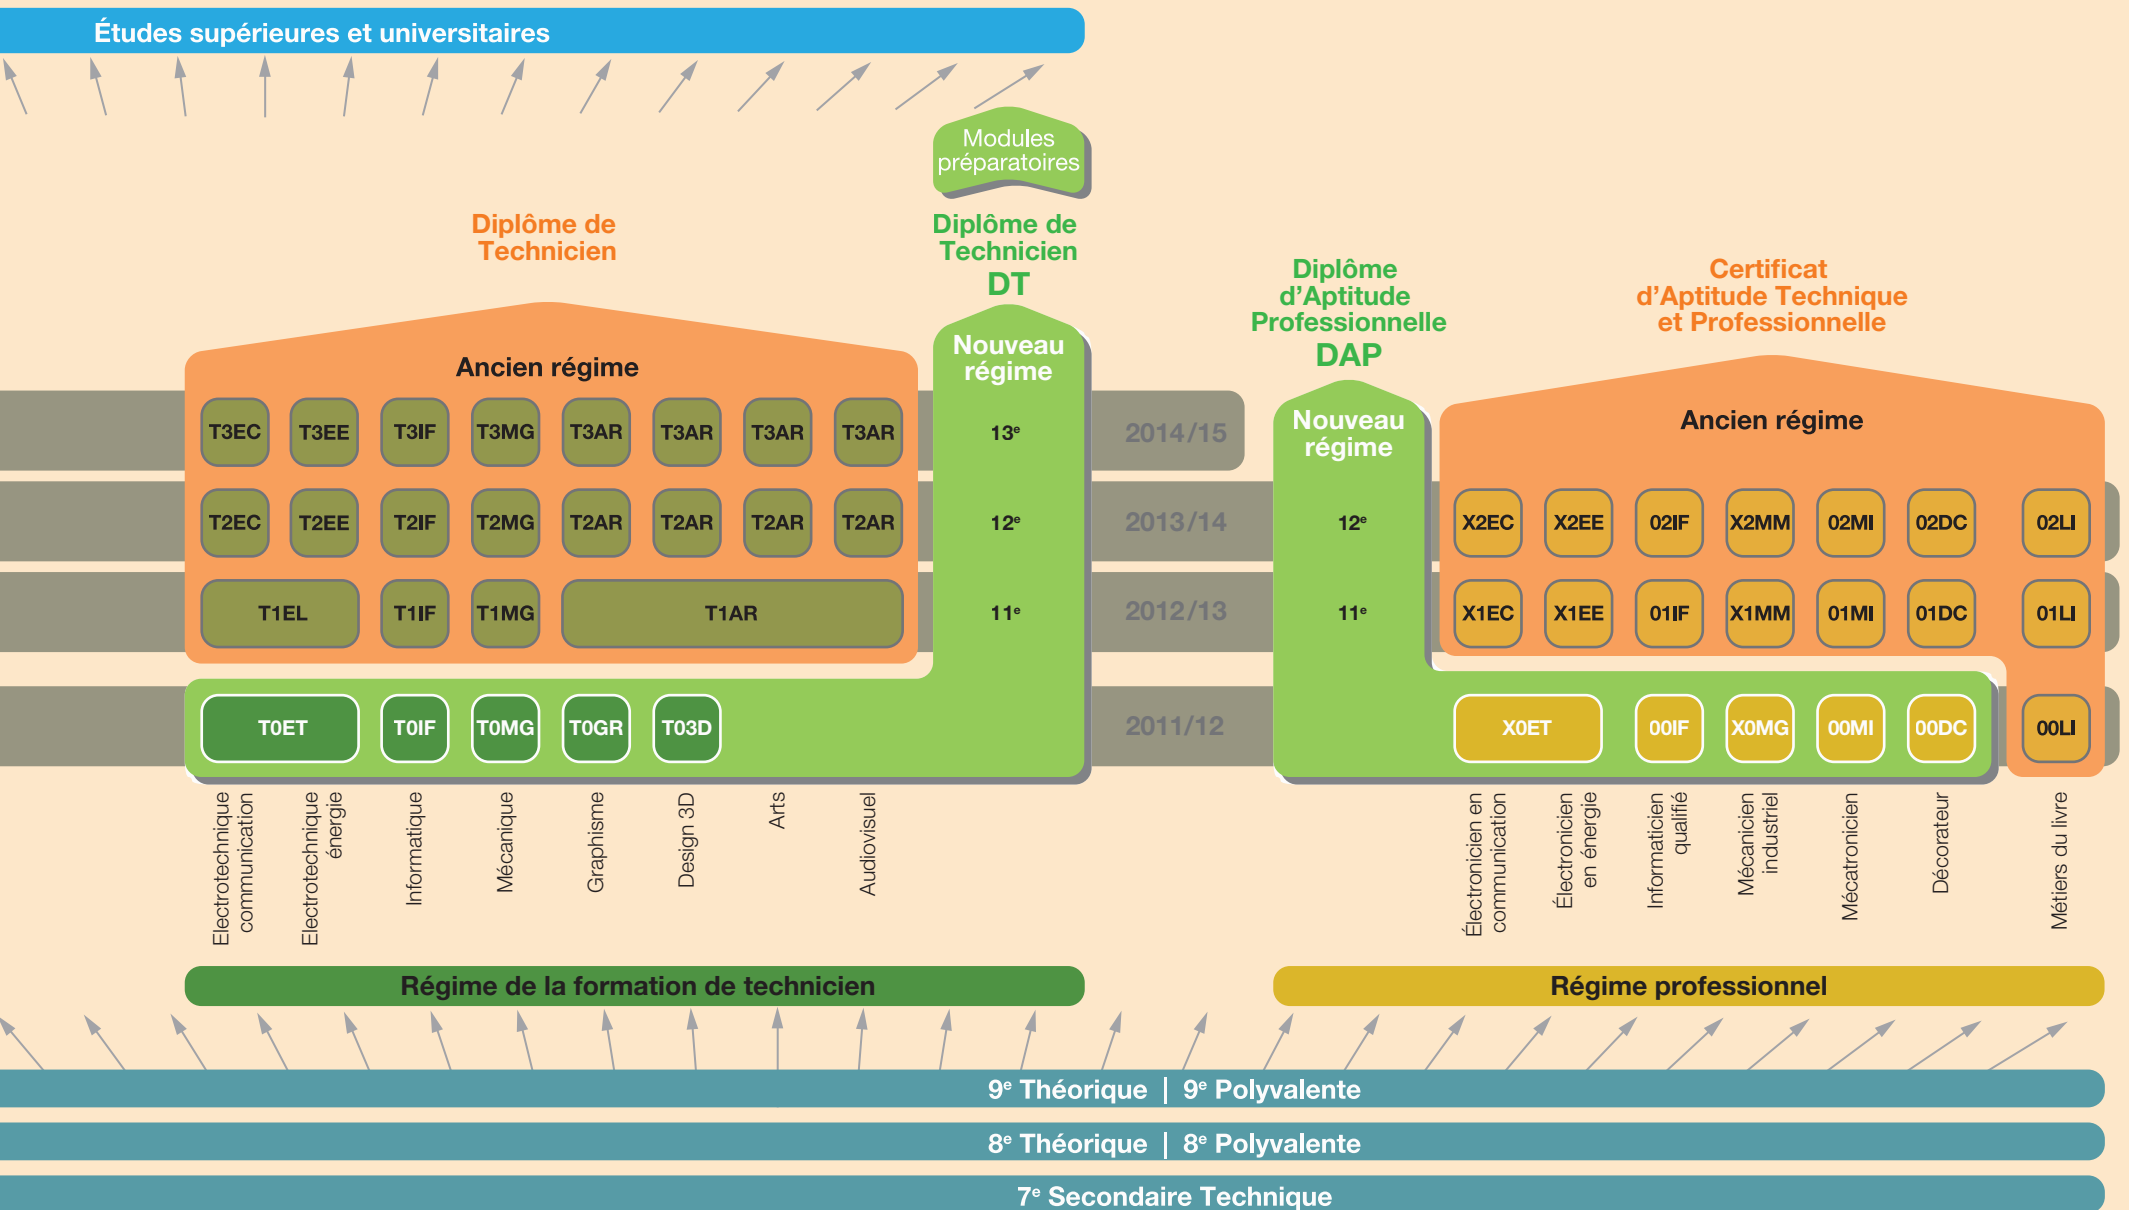 Études supérieures et universitaires
Modules
préparatoires
Diplôme de
Technicien
Diplôme de
Technicien
DT
Diplôme
d’Aptitude
Professionnelle
DAP
Certificat
d’Aptitude Technique
et Professionnelle
Ancien régime
Nouveau
régime
Nouveau
régime
Ancien régime
T3EC T3EE T3IF T3MG T3AR T3AR T3AR T3AR 13e 2014/15
T2EC T2EE T2IF T2MG T2AR T2AR T2AR T2AR 12e 2013/14 12e X2EC X2EE 02IF X2MM 02MI 02DC 02LI
T1EL T1IF T1MG T1AR 11e 2012/13 11e X1EC X1EE 01IF X1MM 01MI 01DC 01LI
T0ET T0IF T0MG T0GR T03D 2011/12 X0ET 00IF X0MG 00MI 00DC 00LI
Electrotechnique
communication
Electrotechnique
énergie
Informatique
Mécanique
Graphisme
Design 3D
Arts
Audiovisuel
Électronicien en
communication
Électronicien
en énergie
Informaticien
qualifié
Mécanicien
industriel
Mécatronicien
Décorateur
Métiers du livre
Régime de la formation de technicien
Régime professionnel
9e Théorique | 9e Polyvalente
8e Théorique | 8e Polyvalente
7e Secondaire Technique